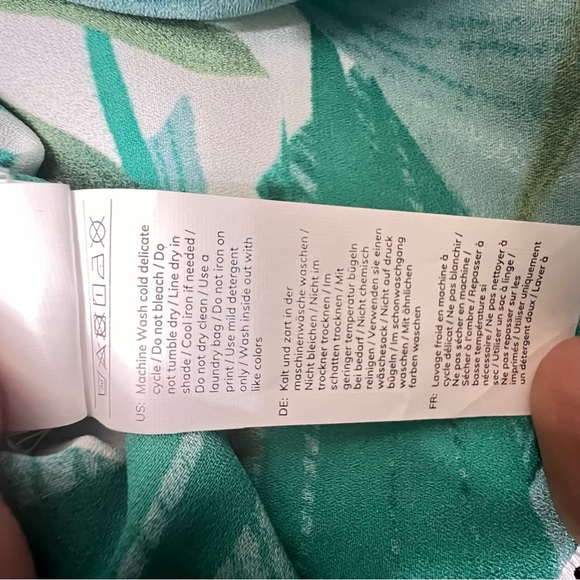 US: Machine Wash cold delicate
cycle / Do not bleach / Do
not tumble dry / Line dry in
shade / Cool iron if needed /
Do not dry clean / Use a
laundry bag / Do not iron on
print / Use mild detergent
only / Wash inside out with
like colors
DE: Kalt und zart in der
maschinenwäsche waschen /
Nicht bleichen / Nicht im
trockner trocknen / Im
schatten trocknen / Mit
geringer temperatur bügeln
bei bedarf / Nicht chemisch
reinigen / Verwenden sie einen
wäschesack / Nicht auf druck
bügeln / Im schonwaschgang
waschen / Mit ähnlichen
farben waschen
FR: Lavage froid en machine à
cycle délicat / Ne pas blanchir /
Ne pas sécher en machine /
Sécher à l'ombre / Repasser à
basse température si
nécessaire / Ne pas nettoyer à
sec / Utiliser un sac à linge /
Ne pas repasser sur les
imprimés / Utiliser uniquement
un détergent doux / Laver à